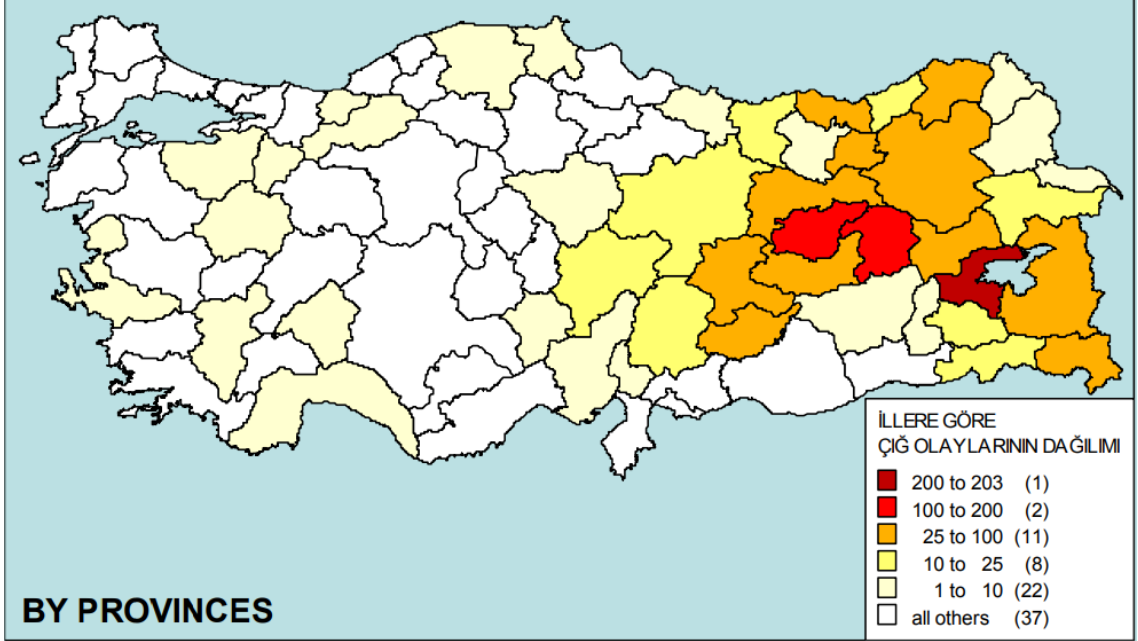 İLLERE GÖRE
ÇIĞ OLAYLARININ DAĞILIMI
200 to 203 (1)
100 to 200 (2)
25 to 100 (11)
10 to 25 (8)
1 to 10 (22)
all others (37)
BY PROVINCES